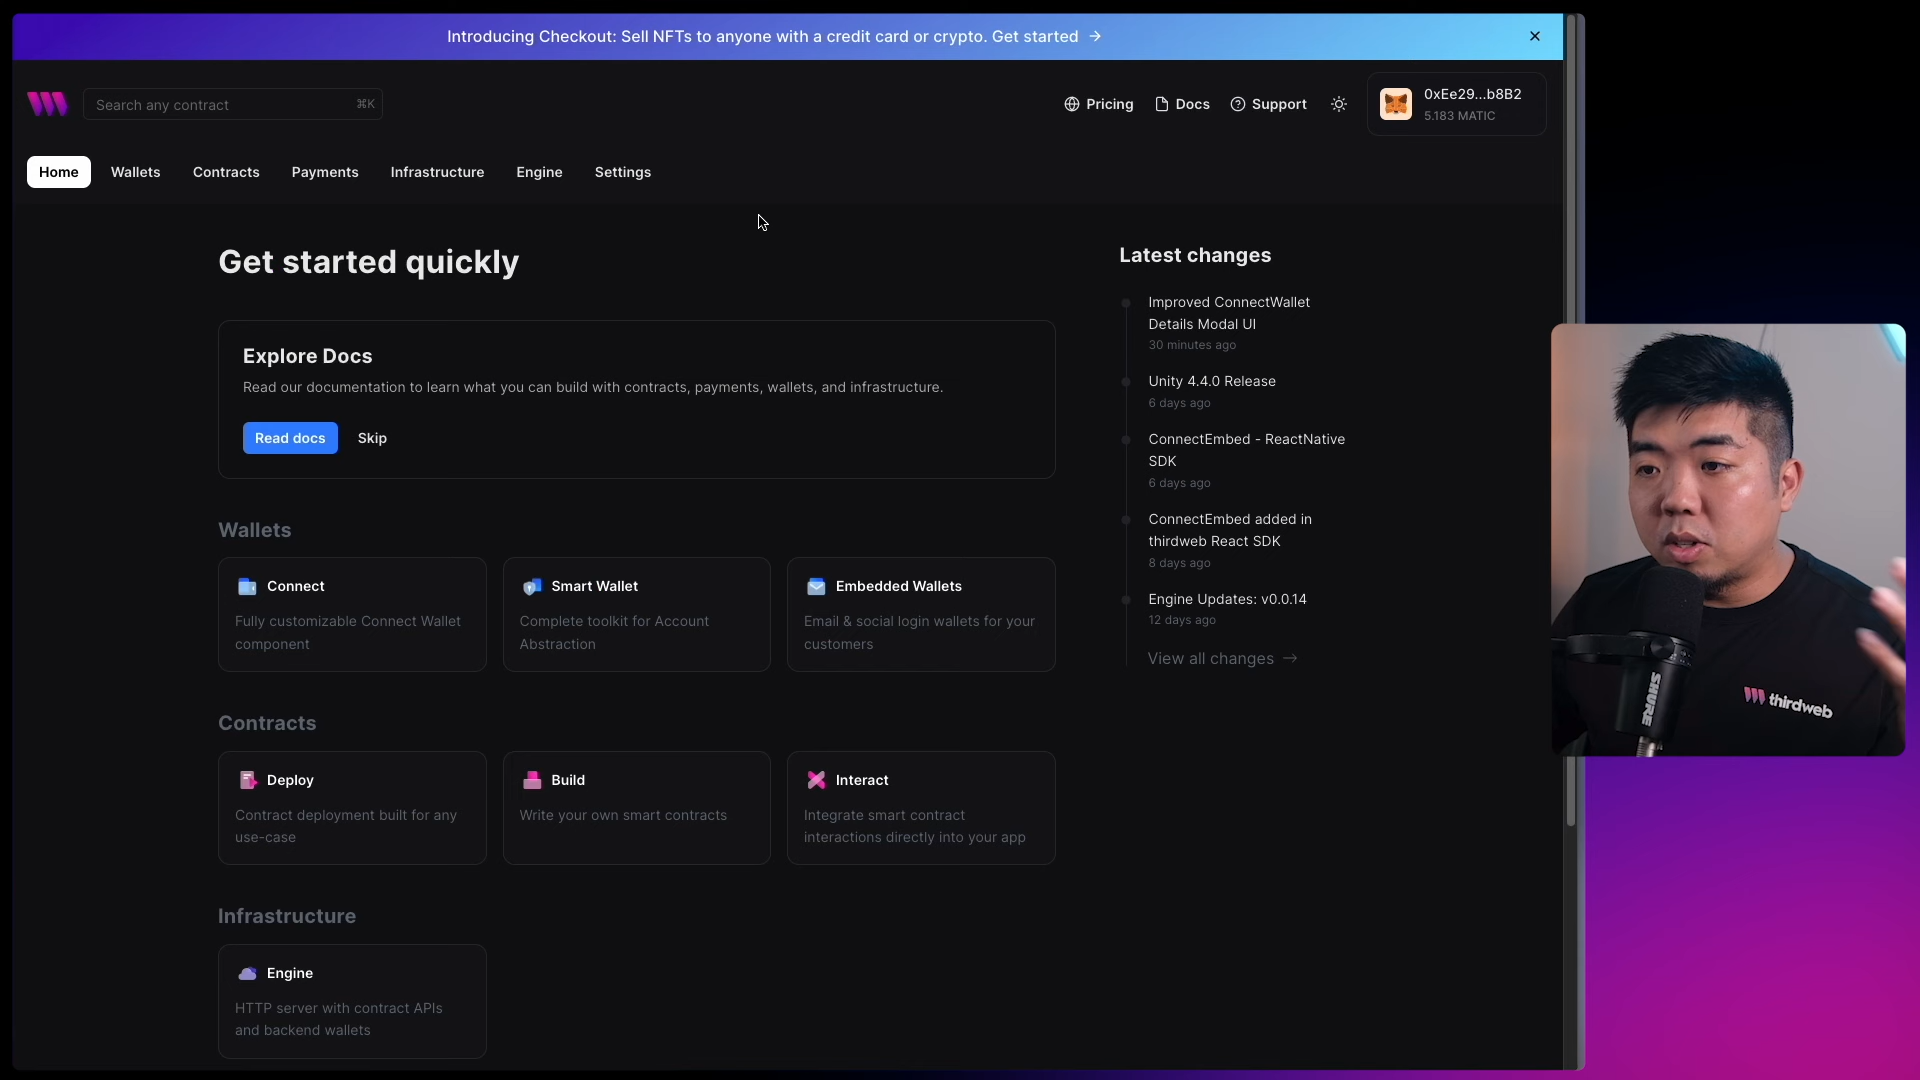 Introducing Checkout: Sell NFTs to anyone with a credit card or crypto. Get started →
Search any contract
⌘K
Pricing
Docs
Support
0xEe29...b8B2
5.183 MATIC
Home
Wallets
Contracts
Payments
Infrastructure
Engine
Settings
Get started quickly
Explore Docs
Read our documentation to learn what you can build with contracts, payments, wallets, and infrastructure.
Read docs
Skip
Wallets
Connect
Fully customizable Connect Wallet
component
Smart Wallet
Complete toolkit for Account
Abstraction
Embedded Wallets
Email & social login wallets for your
customers
Contracts
Deploy
Contract deployment built for any
use-case
Build
Write your own smart contracts
Interact
Integrate smart contract
interactions directly into your app
Infrastructure
Engine
HTTP server with contract APIs
and backend wallets
Latest changes
Improved ConnectWallet
Details Modal UI
30 minutes ago
Unity 4.4.0 Release
6 days ago
ConnectEmbed - ReactNative
SDK
6 days ago
ConnectEmbed added in
thirdweb React SDK
8 days ago
Engine Updates: v0.0.14
12 days ago
View all changes →
SHURE
thirdweb